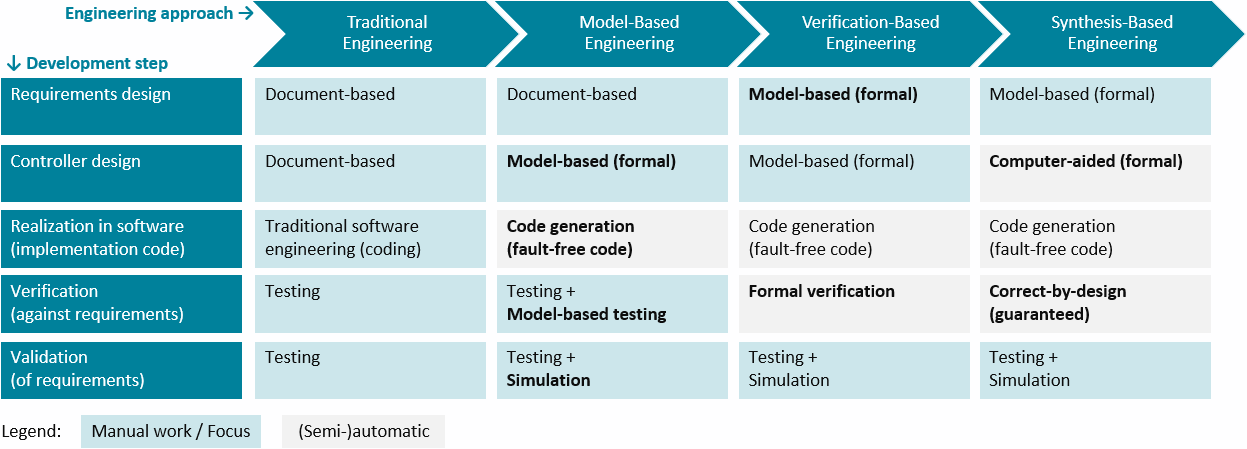 Engineering approach →
↓ Development step
Traditional
Engineering
Model-Based
Engineering
Verification-Based
Engineering
Synthesis-Based
Engineering
Requirements design
Document-based
Document-based
Model-based (formal)
Model-based (formal)
Controller design
Document-based
Model-based (formal)
Model-based (formal)
Computer-aided (formal)
Realization in software
(implementation code)
Traditional software
engineering (coding)
Code generation
(fault-free code)
Code generation
(fault-free code)
Code generation
(fault-free code)
Verification
(against requirements)
Testing
Testing +
Model-based testing
Formal verification
Correct-by-design
(guaranteed)
Validation
(of requirements)
Testing
Testing +
Simulation
Testing +
Simulation
Testing +
Simulation
Legend:
Manual work / Focus
(Semi-)automatic